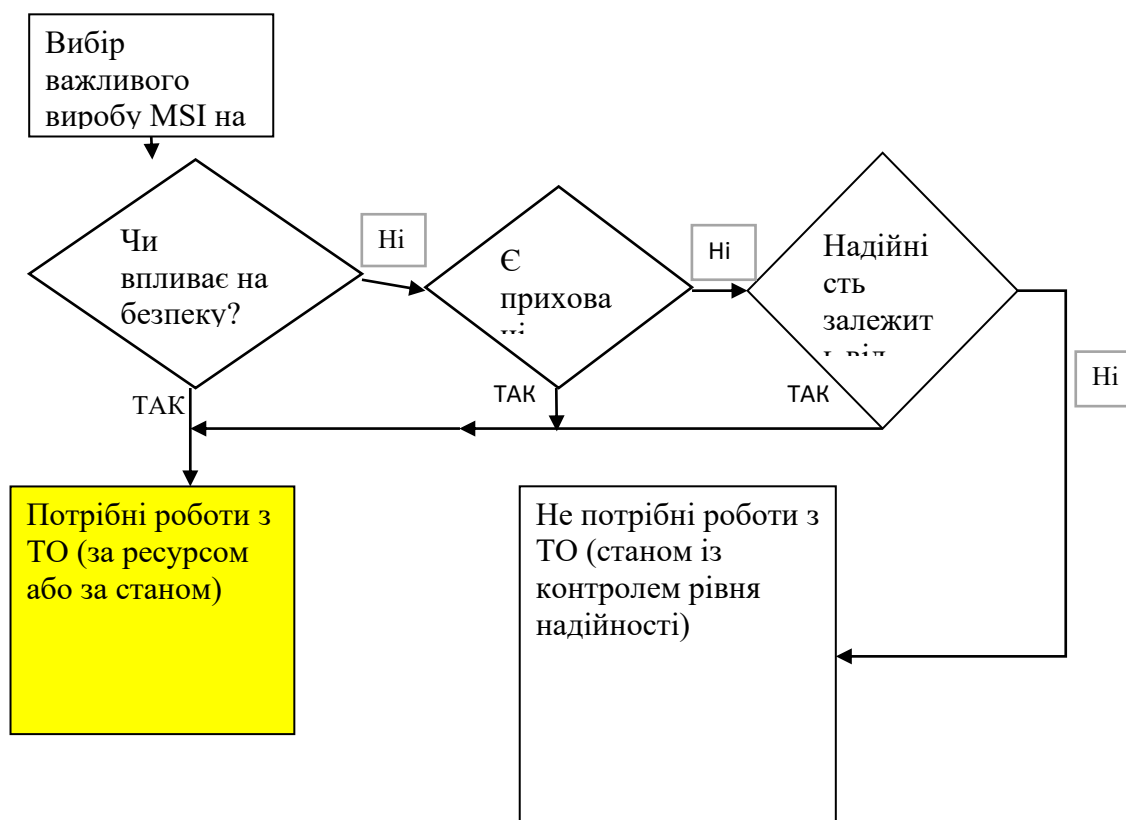 Вибір
важливого
виробу MSI на
Чи
впливає на
безпеку?
Ні
Є
прихова
Ні
Надійні
сть
залежит
ь від
Ні
ТАК
ТАК
ТАК
Потрібні роботи з
ТО (за ресурсом
або за станом)
Не потрібні роботи з
ТО (станом із
контролем рівня
надійності)